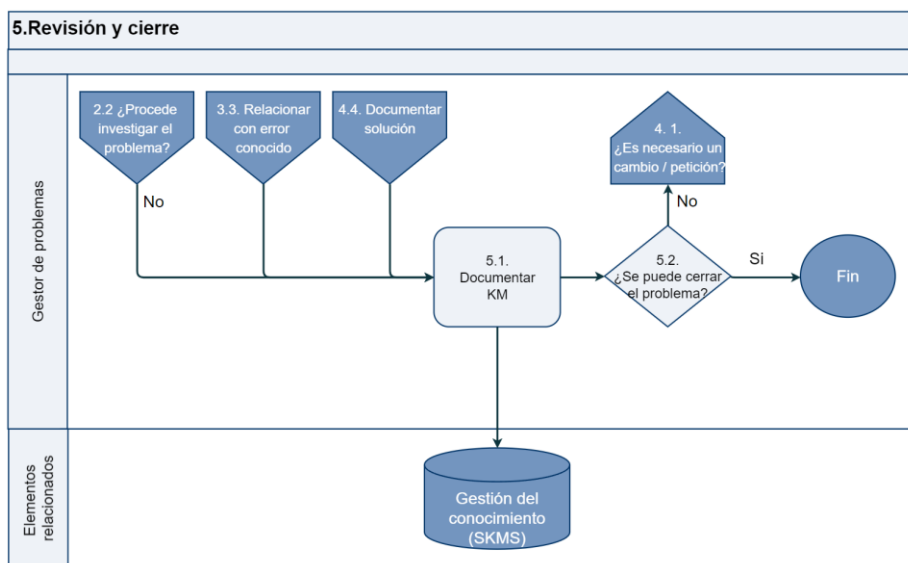 5.Revisión y cierre
Gestor de problemas
2.2 ¿Procede
investigar el
problema?
3.3. Relacionar
con error
conocido
4.4. Documentar
solución
4. 1.
¿Es necesario un
cambio / petición?
No
No
5.1.
Documentar
KM
5.2.
¿Se puede cerrar
el problema?
Si
Fin
Elementos
relacionados
Gestión del
conocimiento
(SKMS)